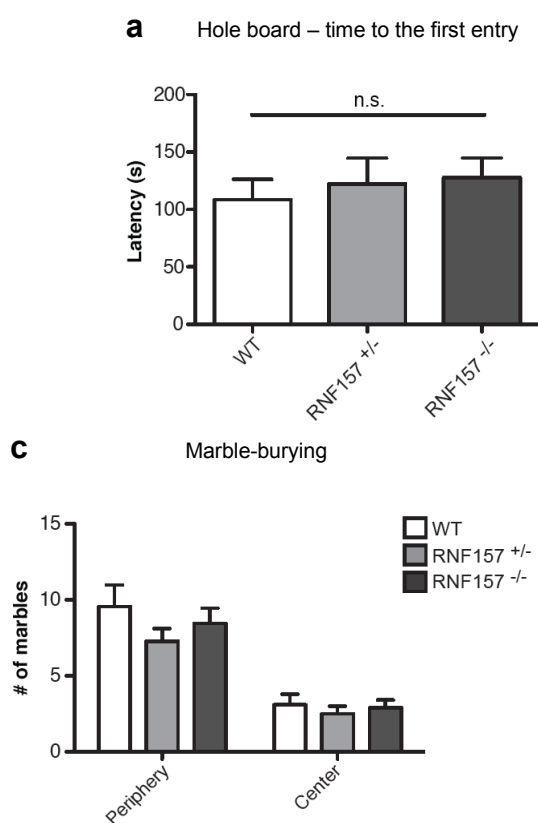 a Hole board – time to the first entry
n.s.
200
150
100
50
0
Latency (s)
WT
RNF157 +/-
RNF157 -/-
c Marble-burying
15
10
5
0
# of marbles
WT
RNF157 +/-
RNF157 -/-
Periphery
Center